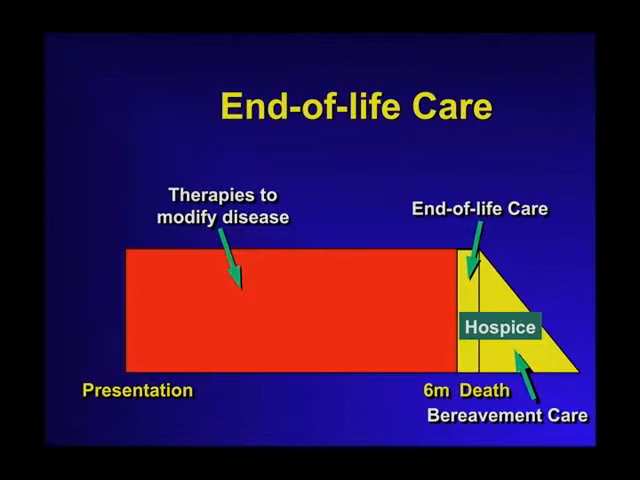 End-of-life Care
Therapies to
modify disease
End-of-life Care
Hospice
Presentation
6m Death
Bereavement Care